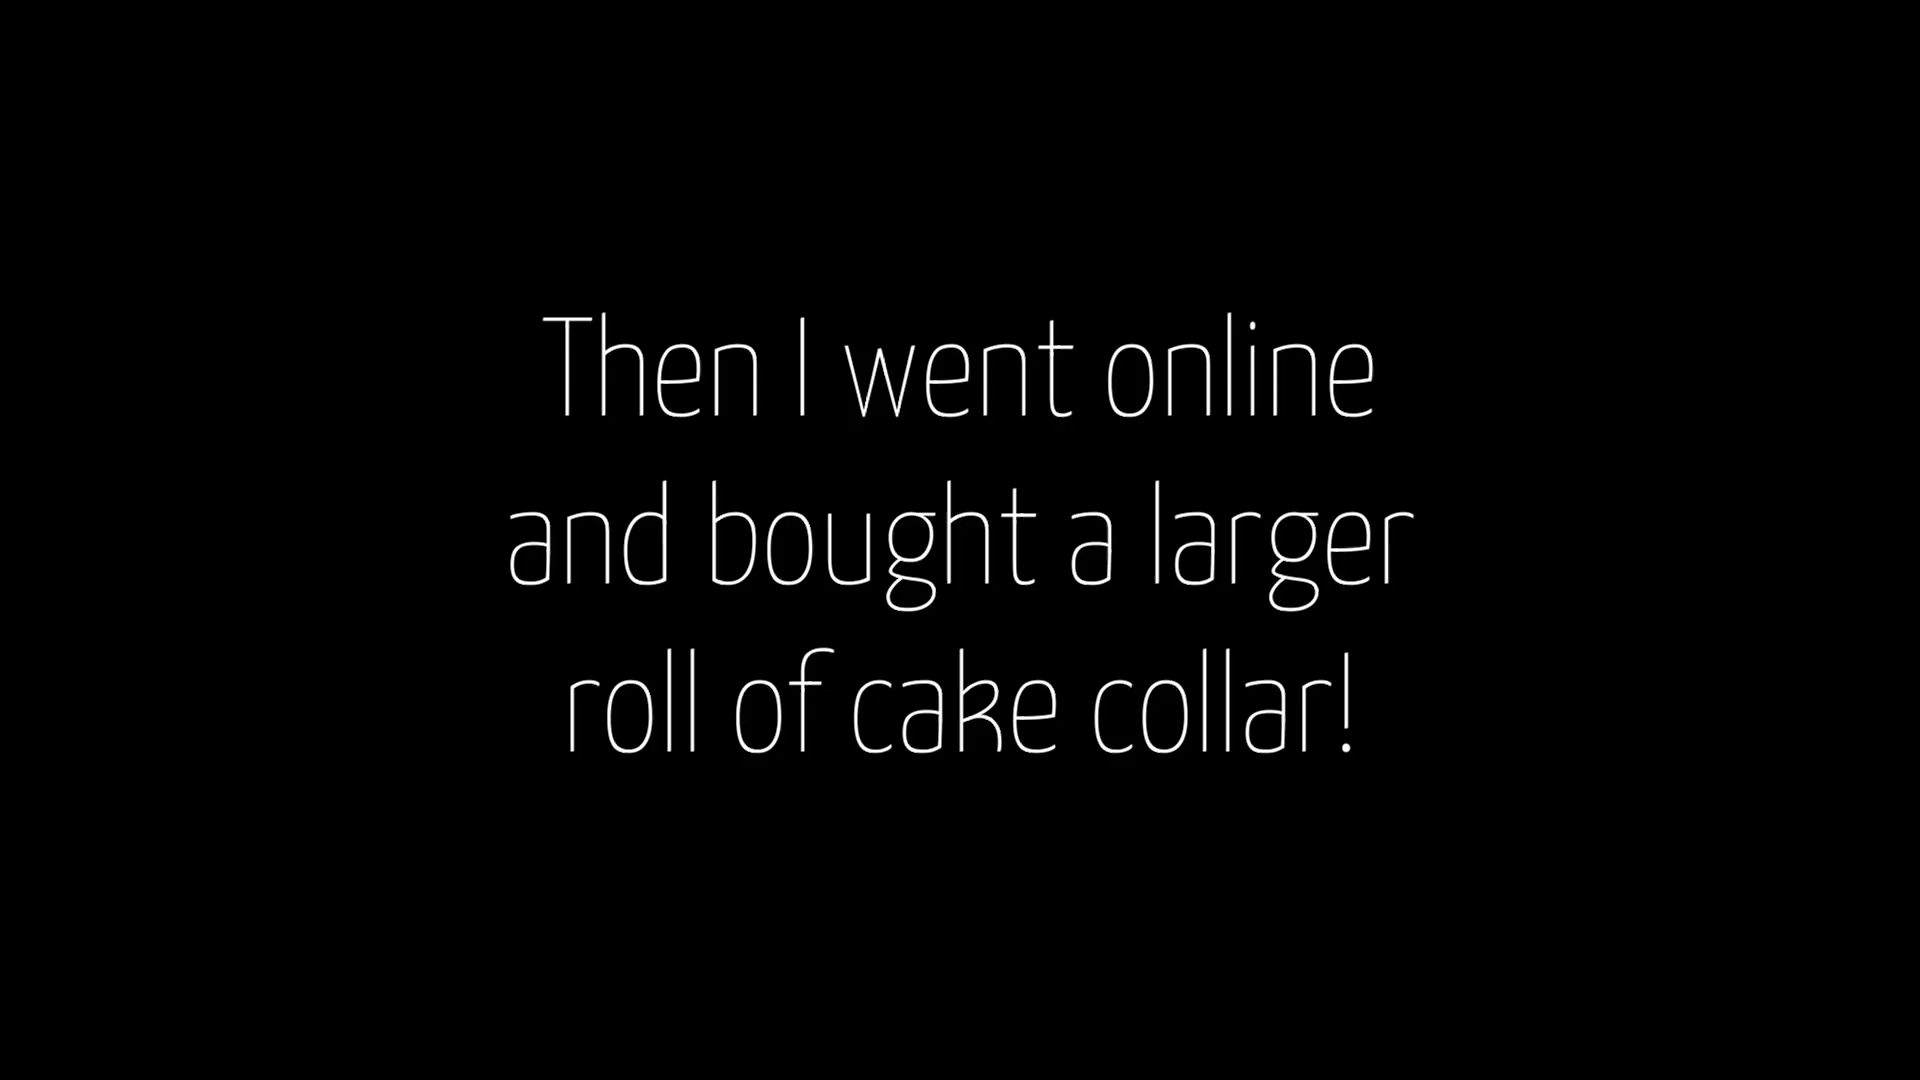 Then I went online
and bought a larger
roll of cake collar!